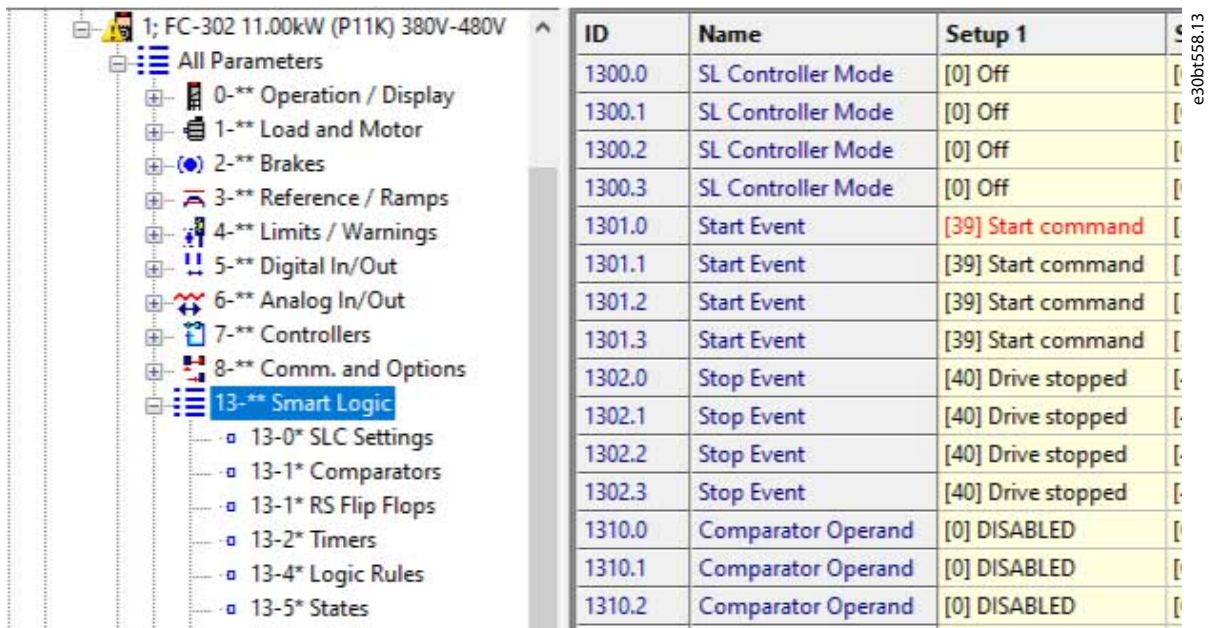 1; FC-302 11.00kW (P11K) 380V-480V
All Parameters
0-** Operation / Display
1-** Load and Motor
2-** Brakes
3-** Reference / Ramps
4-** Limits / Warnings
5-** Digital In/Out
6-** Analog In/Out
7-** Controllers
8-** Comm. and Options
13-** Smart Logic
13-0* SLC Settings
13-1* Comparators
13-1* RS Flip Flops
13-2* Timers
13-4* Logic Rules
13-5* States
ID Name Setup 1
1300.0 SL Controller Mode [0] Off
1300.1 SL Controller Mode [0] Off
1300.2 SL Controller Mode [0] Off
1300.3 SL Controller Mode [0] Off
1301.0 Start Event [39] Start command
1301.1 Start Event [39] Start command
1301.2 Start Event [39] Start command
1301.3 Start Event [39] Start command
1302.0 Stop Event [40] Drive stopped
1302.1 Stop Event [40] Drive stopped
1302.2 Stop Event [40] Drive stopped
1302.3 Stop Event [40] Drive stopped
1310.0 Comparator Operand [0] DISABLED
1310.1 Comparator Operand [0] DISABLED
1310.2 Comparator Operand [0] DISABLED
e30bt558.13